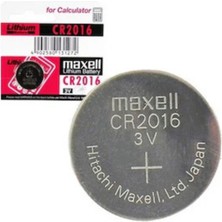 for Calculator
Lithium
maxell
Lithium Battery
CR2016
CR2016
3V
maxell
CR2016
3V
+
Hitachi Maxell, Ltd. Japan